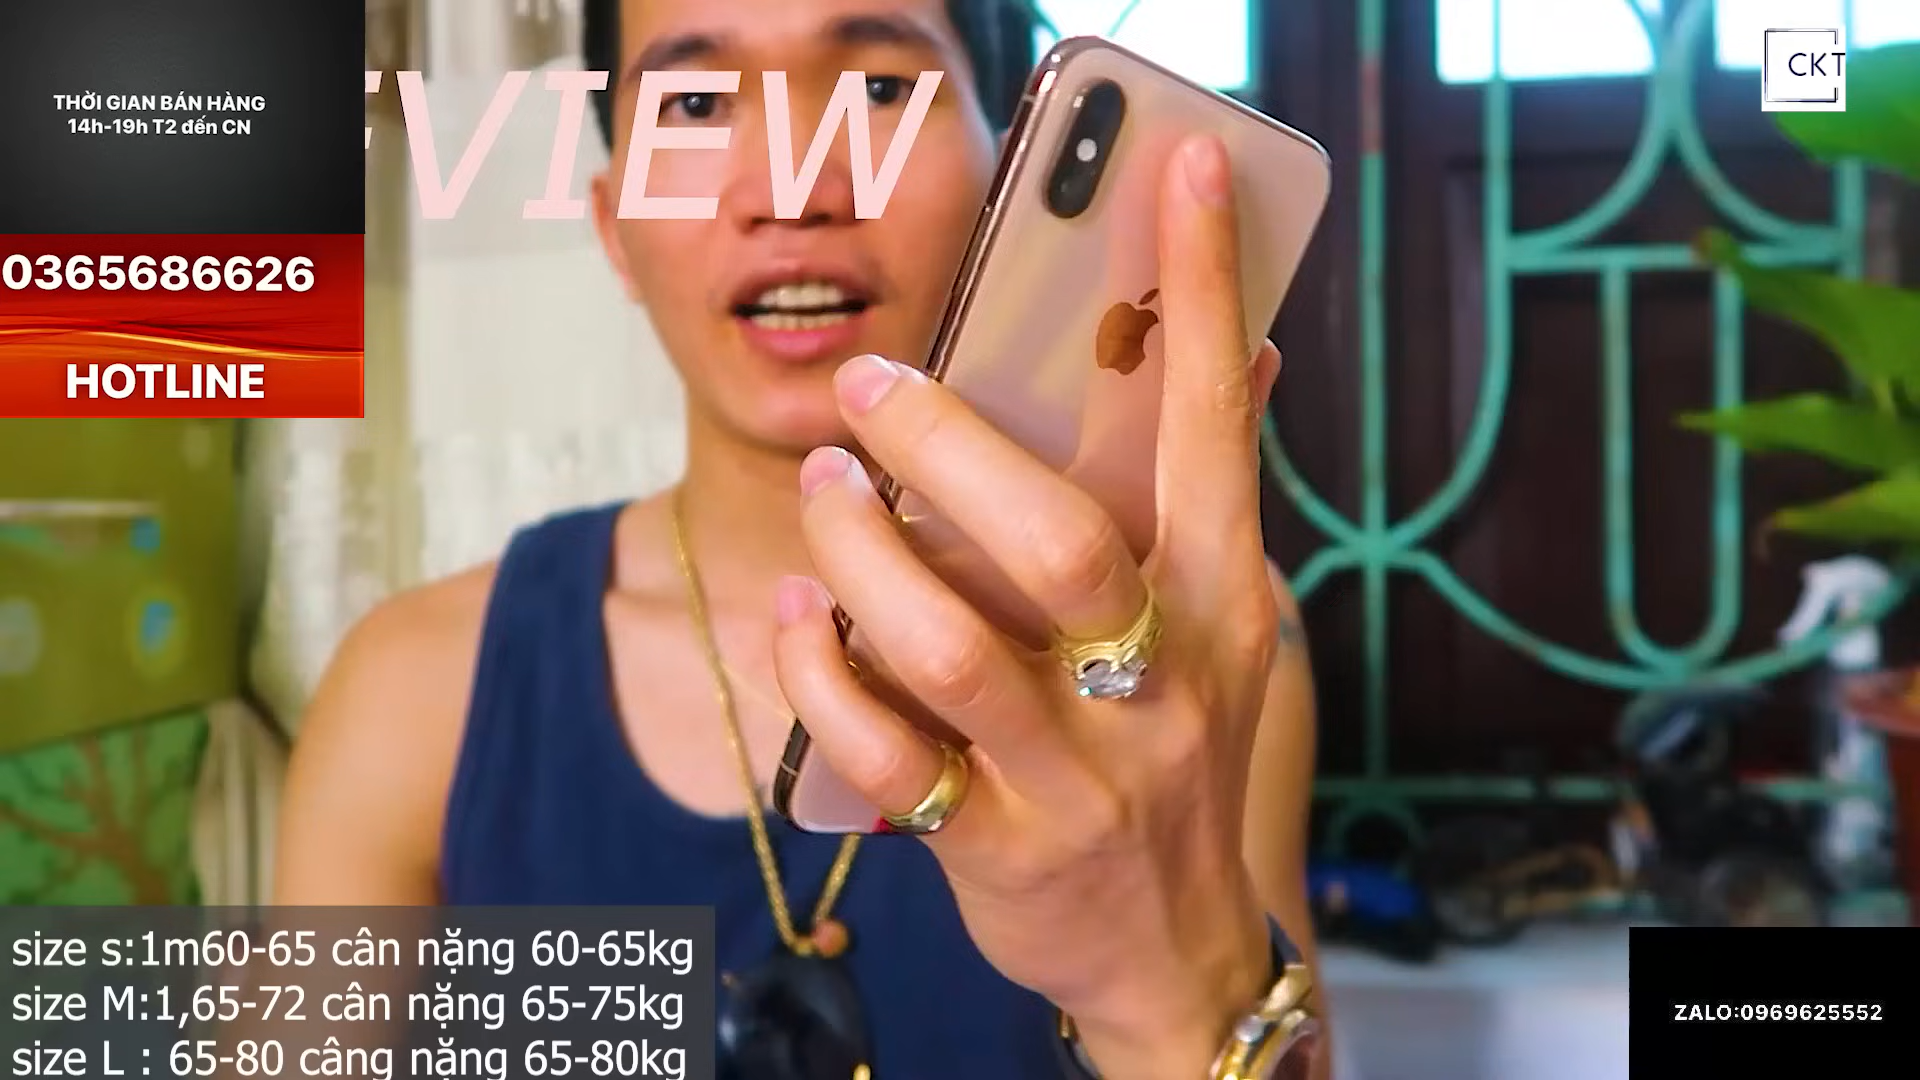 THỜI GIAN BÁN HÀNG
14h-19h T2 đến CN
EVIEW
CKT
0365686626
HOTLINE
size s:1m60-65 cân nặng 60-65kg
size M:1,65-72 cân nặng 65-75kg
size L : 65-80 câng nặng 65-80kg
ZALO:0969625552